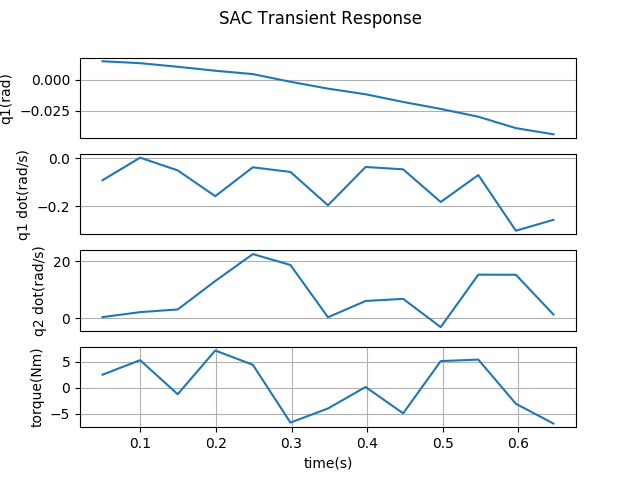 SAC Transient Response
q1(rad)
0.000
−0.025
q1 dot(rad/s)
0.0
−0.2
q2 dot(rad/s)
20
0
torque(Nm)
5
0
−5
0.1 0.2 0.3 0.4 0.5 0.6
time(s)